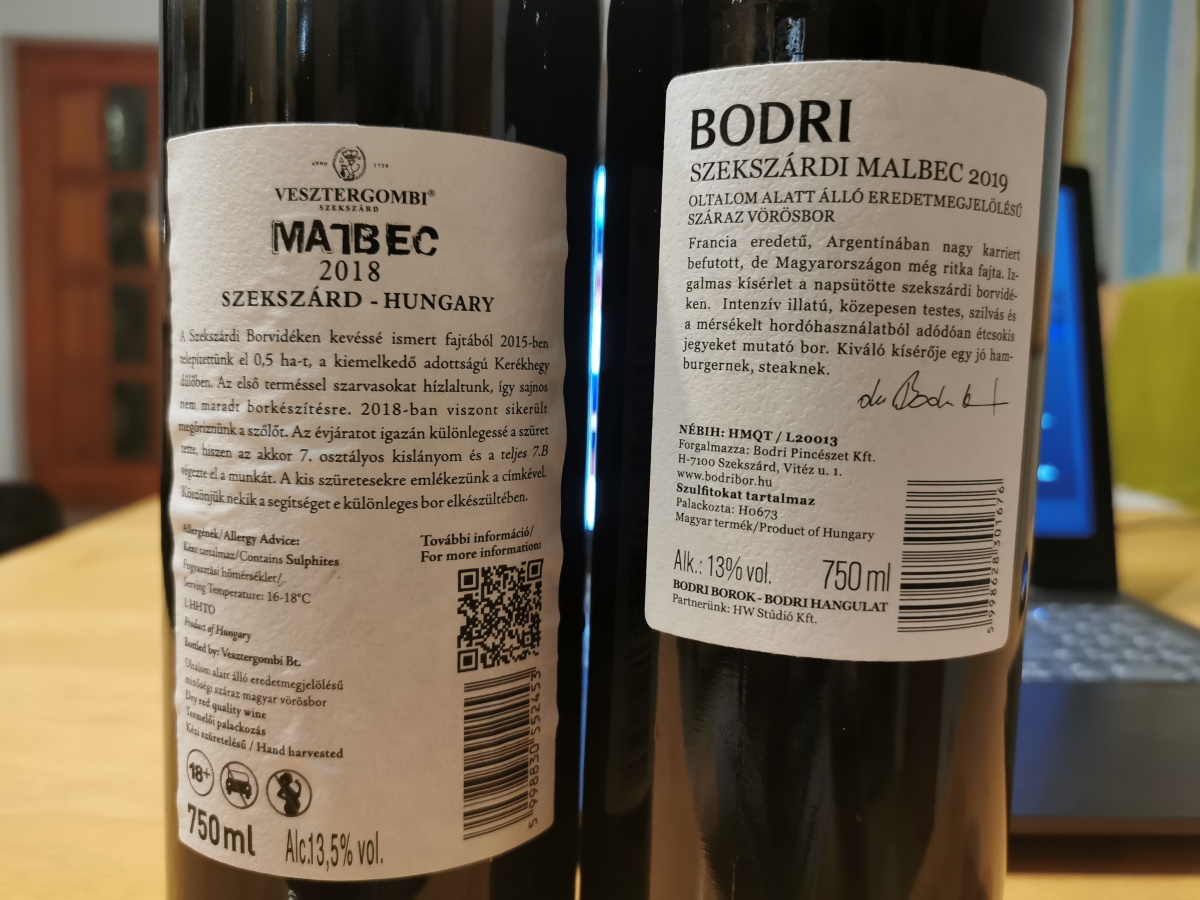 ANNO 1738
VESZTERGOMBI®
SZEKSZÁRD
MALBEC
2018
SZEKSZÁRD - HUNGARY
A Szekszárdi Borvidéken kevéssé ismert fajtából 2015-ben
telepítettünk el 0,5 ha-t, a kiemelkedő adottságú Kerékhegy
dűlőben. Az első terméssel szarvasokat hízlaltunk, így sajnos
nem maradt borkészítésre. 2018-ban viszont sikerült
megőriznünk a szőlőt. Az évjáratot igazán különlegessé a szüret
tette, hiszen az akkor 7. osztályos kislányom és a teljes 7.B
végezte el a munkát. A kis szüretesekre emlékezünk a címkével.
Köszönjük nekik a segítséget e különleges bor elkészültében.
Allergének/Allergy Advice:
Ként tartalmaz/Contains Sulphites
Fogyasztási hőmérséklet/
Serving Temperature: 16-18°C
LHHTO
Product of Hungary
Bottled by: Vesztergombi Bt.
Oltalom alatt álló eredetmegjelölésű
minőségi száraz magyar vörösbor
Dry red quality wine
Termelői palackozás
Kézi szüretelésű / Hand harvested
További információ/
For more information:
18+
750ml Alc.13,5% vol.
5 998830 552453
BODRI
SZEKSZÁRDI MALBEC 2019
OLTALOM ALATT ÁLLÓ EREDETMEGJELÖLÉSŰ
SZÁRAZ VÖRÖSBOR
Francia eredetű, Argentínában nagy karriert
befutott, de Magyarországon még ritka fajta. Iz-
galmas kísérlet a napsütötte szekszárdi borvidé-
ken. Intenzív illatú, közepesen testes, szilvás és
a mérsékelt hordóhasználatból adódóan étcsokis
jegyeket mutató bor. Kiváló kísérője egy jó ham-
burgernek, steaknek.
NÉBIH: HMQT / L20013
Forgalmazza: Bodri Pincészet Kft.
H-7100 Szekszárd, Vitéz u. 1.
www.bodribor.hu
Szulfitokat tartalmaz
Palackozta: H0673
Magyar termék/Product of Hungary
Alk.: 13% vol. 750 ml
BODRI BOROK - BODRI HANGULAT
Partnerünk: HW Stúdió Kft.
5 998628 301676